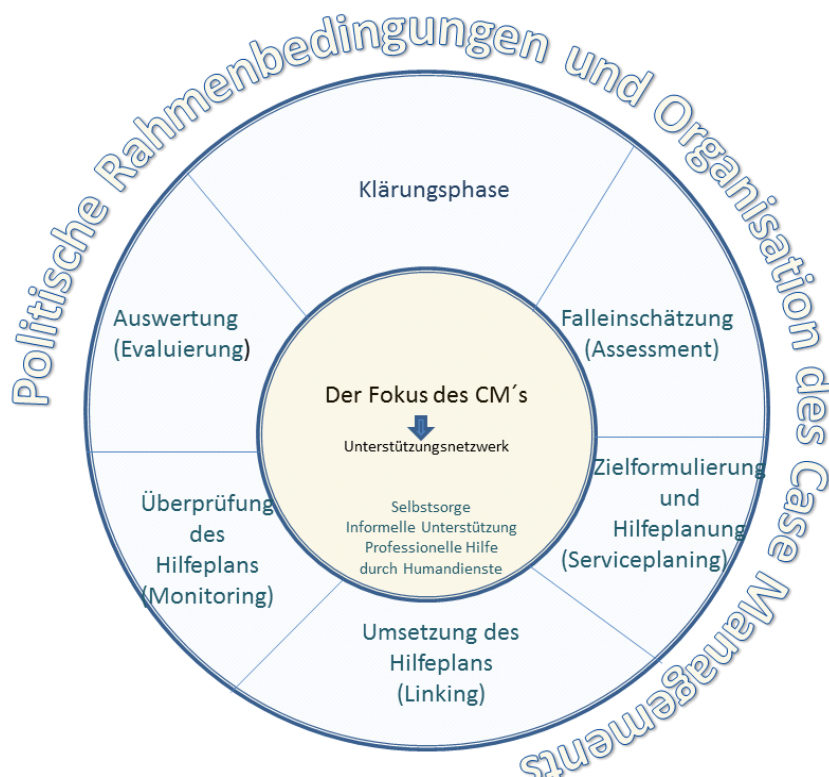 Politische Rahmenbedingungen und Organisation des Case Managements
Klärungsphase
Falleinschätzung
(Assessment)
Zielformulierung
und
Hilfeplanung
(Serviceplaning)
Umsetzung des
Hilfeplans
(Linking)
Überprüfung
des
Hilfeplans
(Monitoring)
Auswertung
(Evaluierung)
Der Fokus des CM´s
Unterstützungsnetzwerk
Selbstsorge
Informelle Unterstützung
Professionelle Hilfe
durch Humandienste